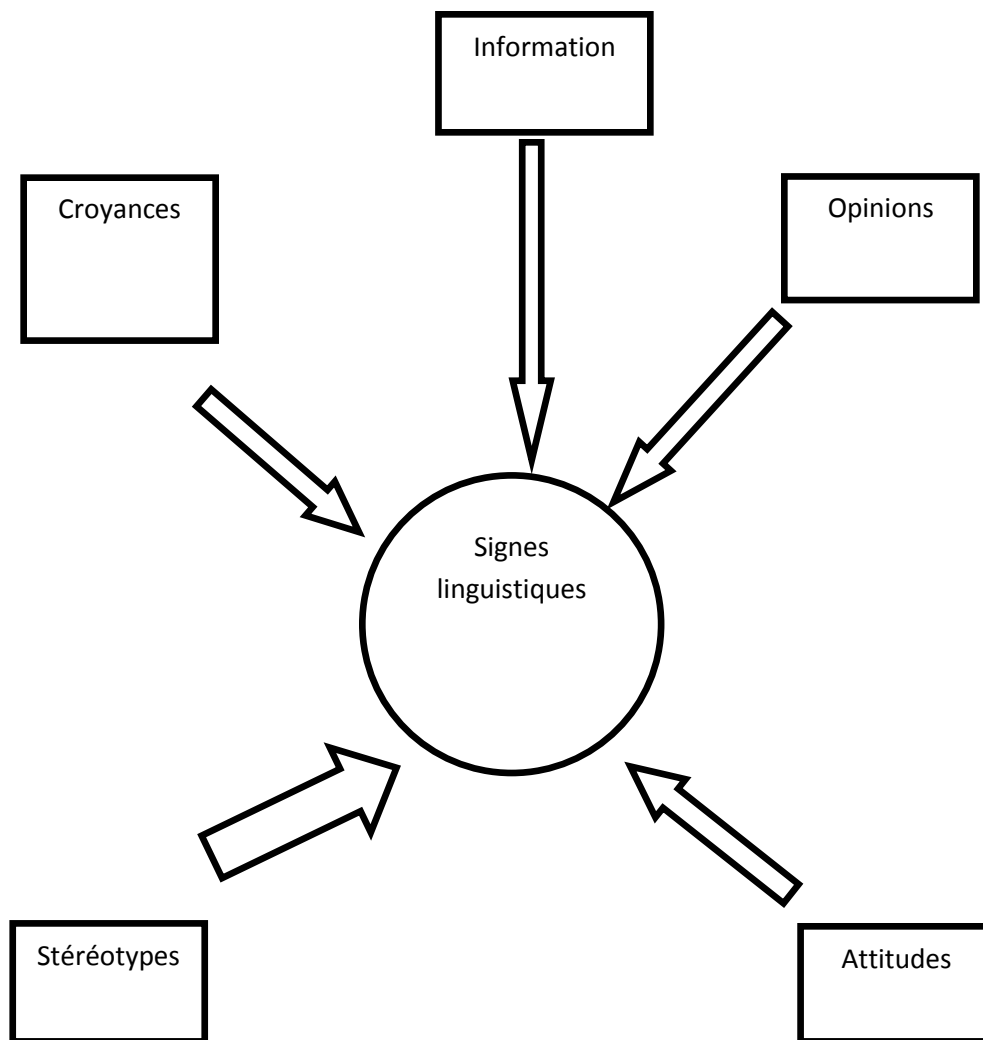 Information
Croyances
Opinions
Signes
linguistiques
Stéréotypes
Attitudes